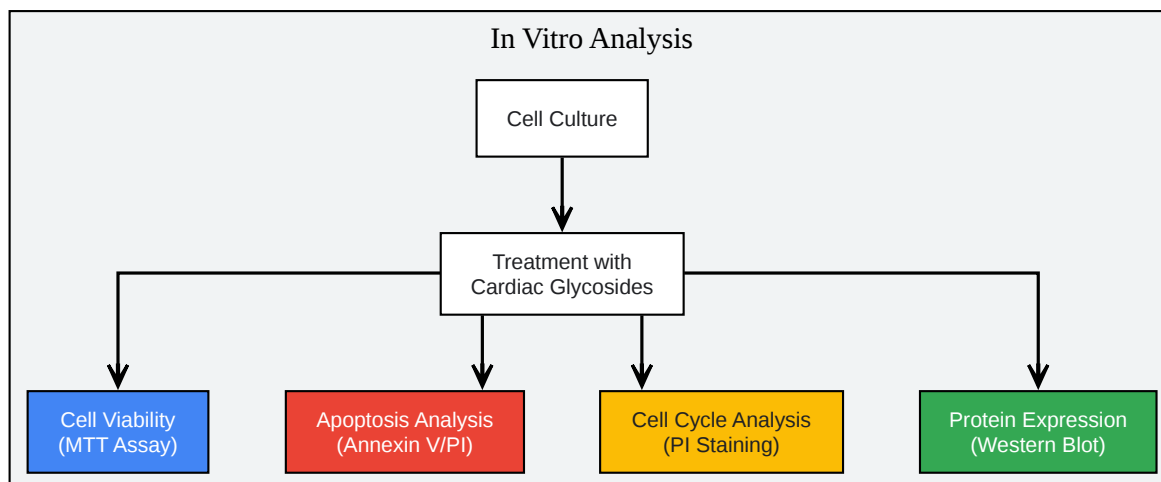 In Vitro Analysis
Cell Culture
Treatment with
Cardiac Glycosides
Cell Viability
(MTT Assay)
Apoptosis Analysis
(Annexin V/PI)
Cell Cycle Analysis
(PI Staining)
Protein Expression
(Western Blot)